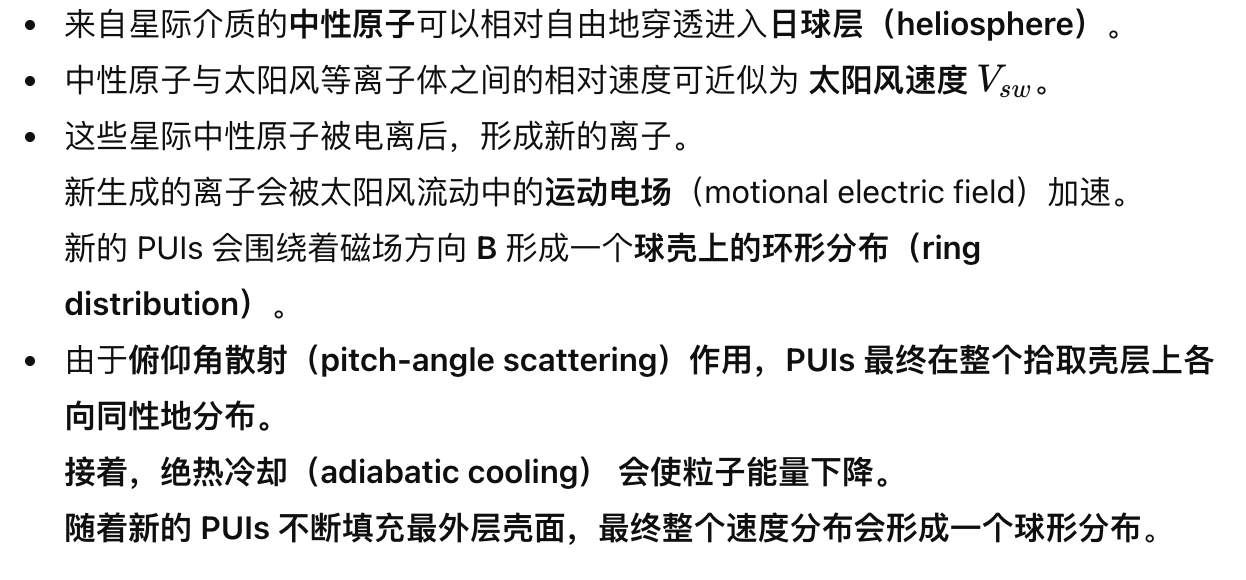 • 来自星际介质的中性原子可以相对自由地穿透进入日球层（heliosphere）。
• 中性原子与太阳风等离子体之间的相对速度可近似为 太阳风速度 V_{sw}。
• 这些星际中性原子被电离后，形成新的离子。
新生成的离子会被太阳风流动中的运动电场（motional electric field）加速。
新的 PUIs 会围绕着磁场方向 B 形成一个球壳上的环形分布（ring
distribution）。
• 由于俯仰角散射（pitch-angle scattering）作用，PUIs 最终在整个拾取壳层上各
向同性地分布。
接着，绝热冷却（adiabatic cooling） 会使粒子能量下降。
随着新的 PUIs 不断填充最外层壳面，最终整个速度分布会形成一个球形分布。